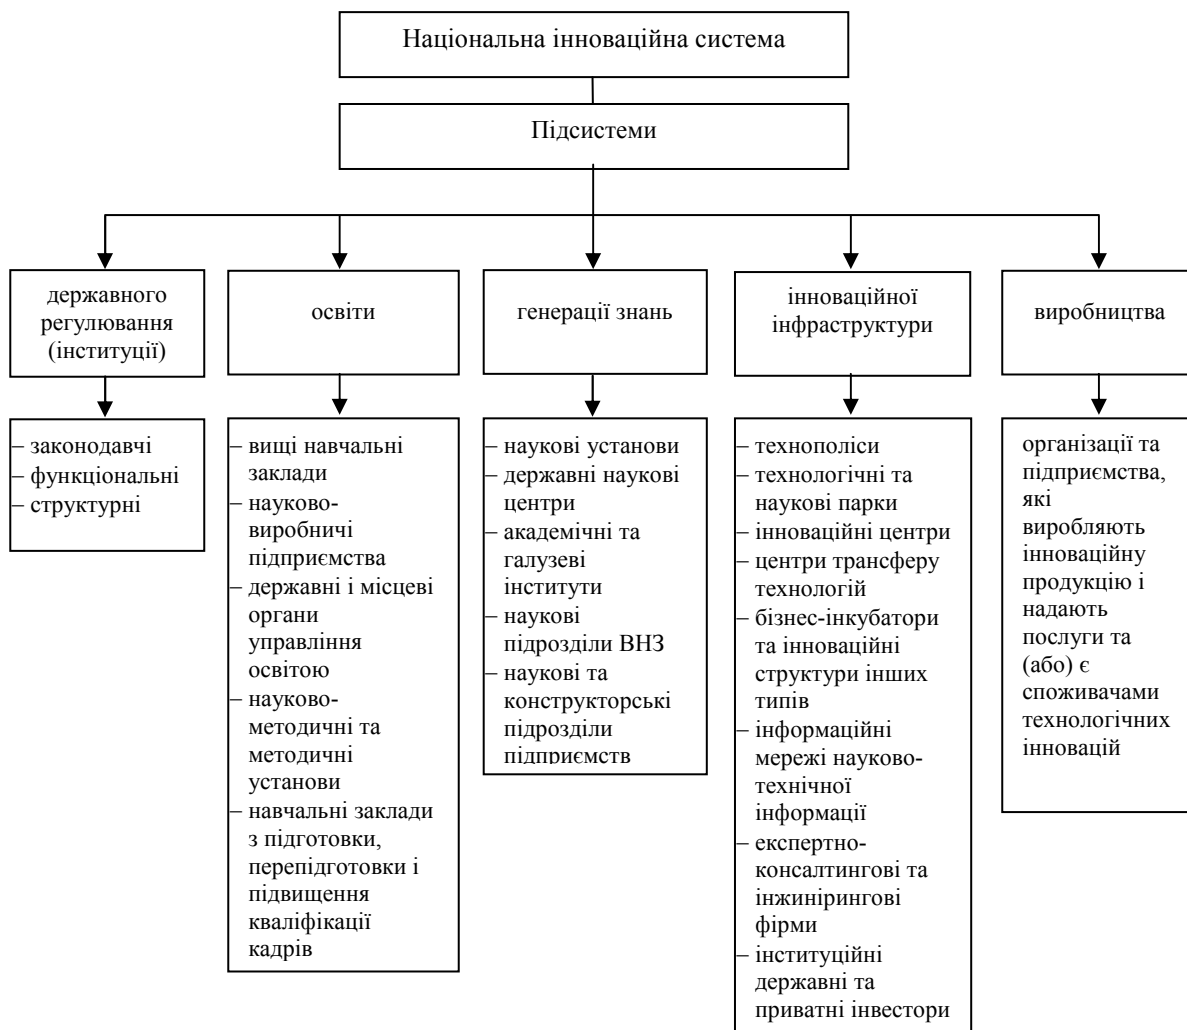 Національна інноваційна система
Підсистеми
державного
регулювання
(інституції)
освіти
генерації знань
інноваційної
інфраструктури
виробництва
– законодавчі
– функціональні
– структурні
– вищі навчальні
заклади
– науково-
виробничі
підприємства
– державні і місцеві
органи
управління
освітою
– науково-
методичні та
методичні
установи
– навчальні заклади
з підготовки,
перепідготовки і
підвищення
кваліфікації
кадрів
– наукові установи
– державні наукові
центри
– академічні та
галузеві
інститути
– наукові
підрозділи ВНЗ
– наукові та
конструкторські
підрозділи
підприємств
– технополіси
– технологічні та
наукові парки
– інноваційні центри
– центри трансферу
технологій
– бізнес-інкубатори
та інноваційні
структури інших
типів
– інформаційні
мережі науково-
технічної
інформації
– експертно-
консалтингові та
інжинірингові
фірми
– інституційні
державні та
приватні інвестори
організації та
підприємства,
які
виробляють
інноваційну
продукцію і
надають
послуги та
(або) є
споживачами
технологічних
інновацій